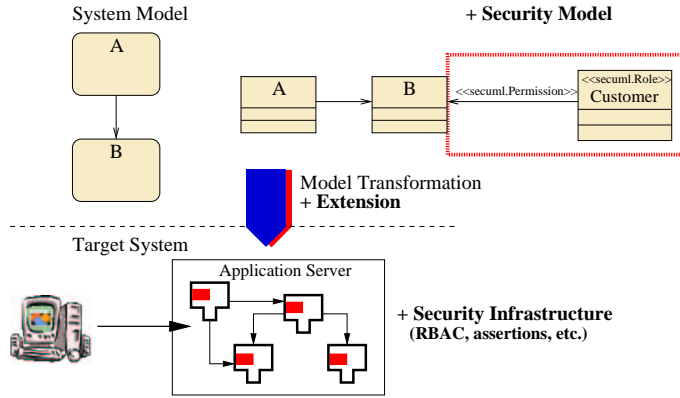 System Model
+ Security Model
A
B
A
B
<<secuml.Permission>>
<<secuml.Role>>
Customer
Model Transformation
+ Extension
Target System
Application Server
+ Security Infrastructure
(RBAC, assertions, etc.)